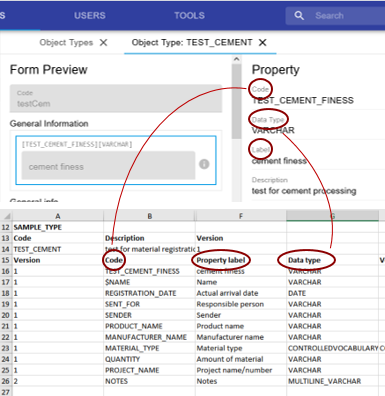 S USERS TOOLS Search
Object Types ✕ Object Type: TEST_CEMENT ✕
Form Preview
Code
testCem
General Information
[TEST_CEMENT_FINESS][VARCHAR]
cement finess
General info
Property
Code
TEST_CEMENT_FINESS
Data Type
VARCHAR
Label
cement finess
Description
test for cement processing
A B F G
12 SAMPLE_TYPE
13 Code Description Version
14 TEST_CEMENT test for material registratic 1
15 Version Code Property label Data type V
16 1 TEST_CEMENT_FINESS cement finess VARCHAR
17 1 $NAME Name VARCHAR
18 1 REGISTRATION_DATE Actual arrival date DATE
19 1 SENT_FOR Responsible person VARCHAR
20 1 SENDER Sender VARCHAR
21 1 PRODUCT_NAME Product name VARCHAR
22 1 MANUFACTURER_NAME Manufacturer name VARCHAR
23 1 MATERIAL_TYPE Material type CONTROLLEDVOCABULARY CO
24 1 QUANTITY Amount of material VARCHAR
25 1 PROJECT_NAME Project name/number VARCHAR
26 2 NOTES Notes MULTILINE_VARCHAR
27